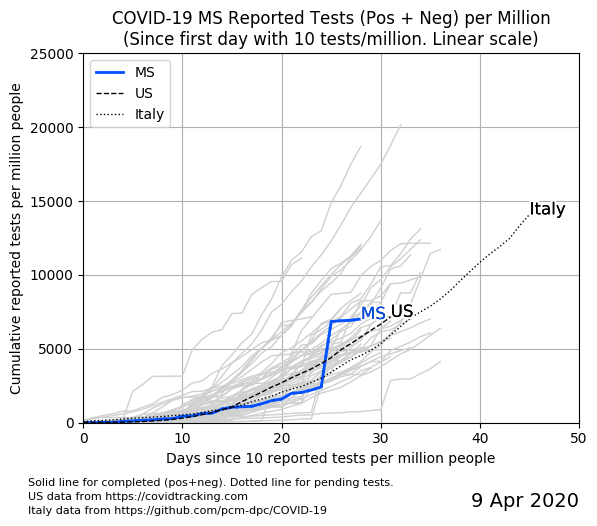 COVID-19 MS Reported Tests (Pos + Neg) per Million
(Since first day with 10 tests/million. Linear scale)
Cumulative reported tests per million people
25000
20000
15000
10000
5000
0
MS
US
Italy
Italy
MS
US
0 10 20 30 40 50
Days since 10 reported tests per million people
Solid line for completed (pos+neg). Dotted line for pending tests.
US data from https://covidtracking.com
Italy data from https://github.com/pcm-dpc/COVID-19
9 Apr 2020